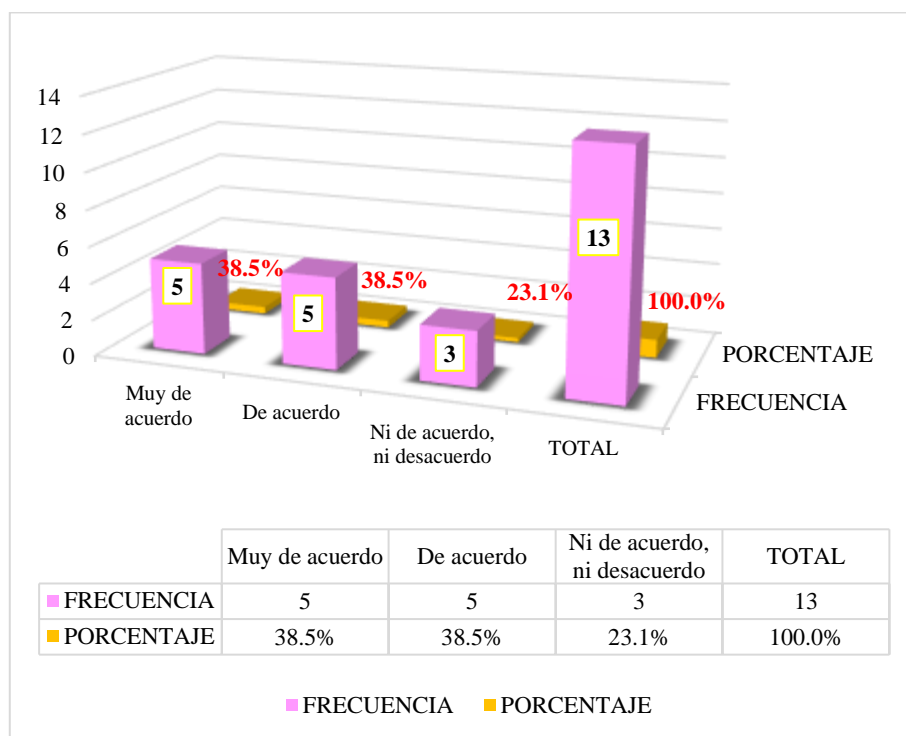 14
12
10
8
6
4
2
0
5
38.5%
5
38.5%
3
23.1%
13
100.0%
PORCENTAJE
FRECUENCIA
Muy de
acuerdo
De acuerdo
Ni de acuerdo,
ni desacuerdo
TOTAL
Muy de acuerdo De acuerdo Ni de acuerdo, ni desacuerdo TOTAL
FRECUENCIA 5 5 3 13
PORCENTAJE 38.5% 38.5% 23.1% 100.0%
FRECUENCIA PORCENTAJE